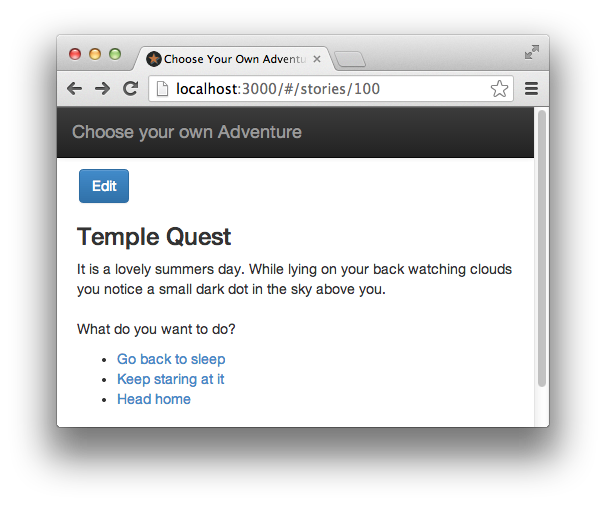 Choose Your Own Adventu
localhost:3000/#/stories/100
Choose your own Adventure
Edit
Temple Quest
It is a lovely summers day. While lying on your back watching clouds
you notice a small dark dot in the sky above you.
What do you want to do?
Go back to sleep
Keep staring at it
Head home